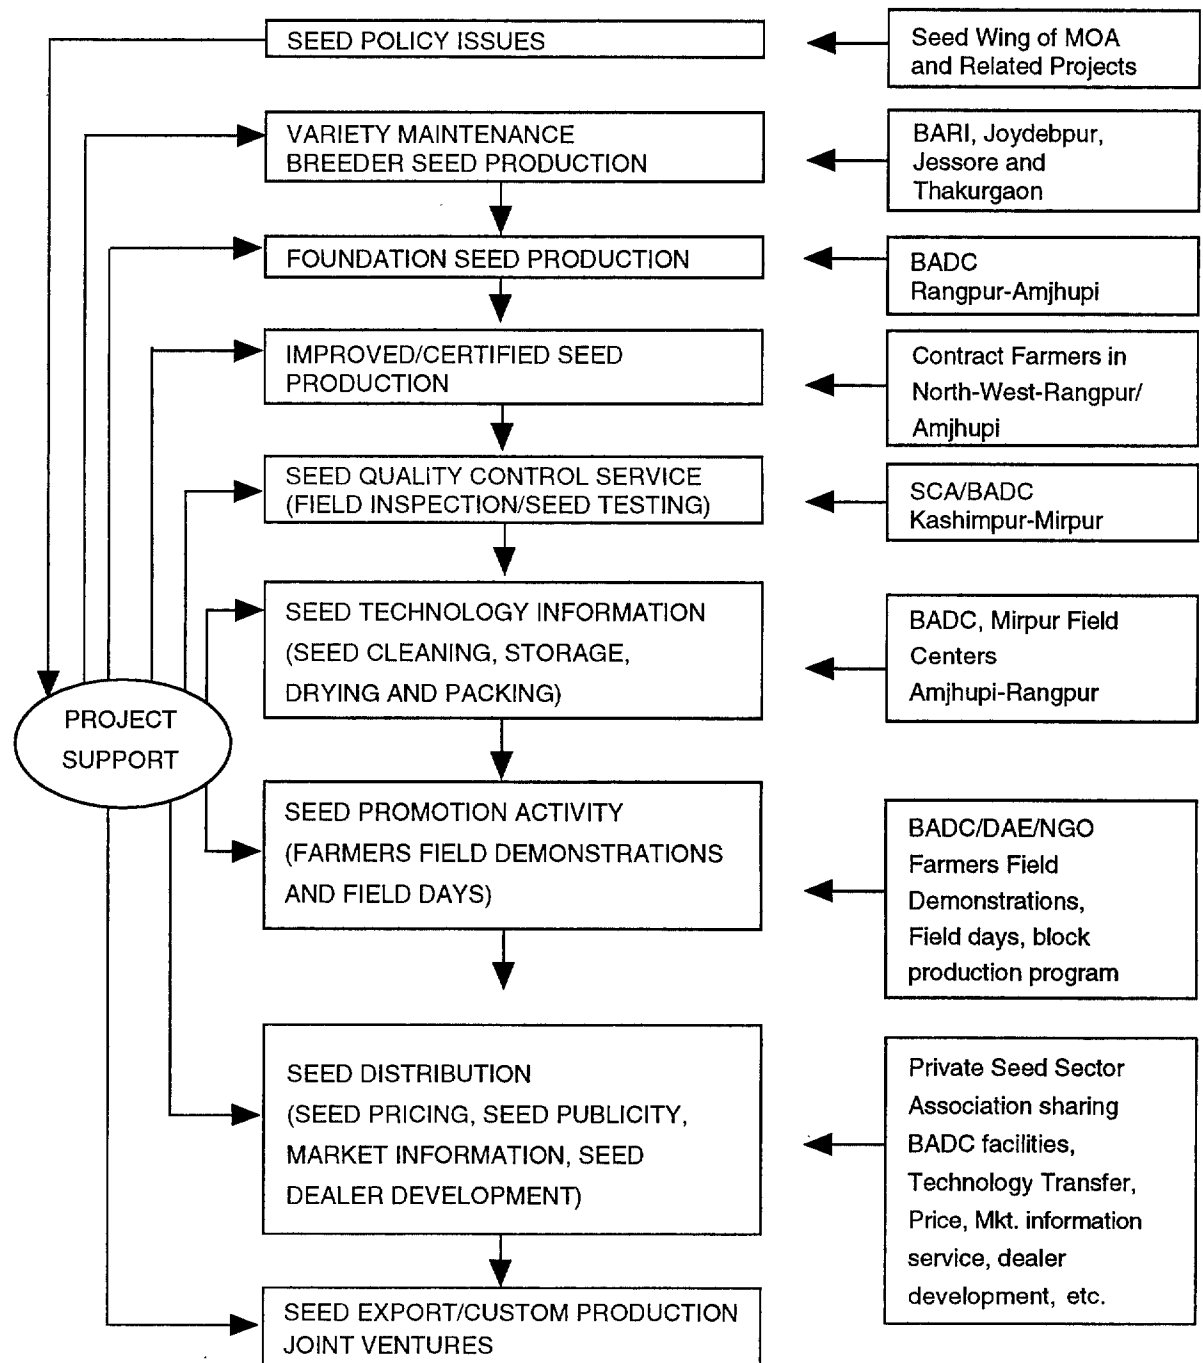 SEED POLICY ISSUES
Seed Wing of MOA
and Related Projects
VARIETY MAINTENANCE
BREEDER SEED PRODUCTION
BARI, Joydebpur,
Jessore and
Thakurgaon
FOUNDATION SEED PRODUCTION
BADC
Rangpur-Amjhupi
IMPROVED/CERTIFIED SEED
PRODUCTION
Contract Farmers in
North-West-Rangpur/
Amjhupi
SEED QUALITY CONTROL SERVICE
(FIELD INSPECTION/SEED TESTING)
SCA/BADC
Kashimpur-Mirpur
SEED TECHNOLOGY INFORMATION
(SEED CLEANING, STORAGE,
DRYING AND PACKING)
BADC, Mirpur Field
Centers
Amjhupi-Rangpur
PROJECT
SUPPORT
SEED PROMOTION ACTIVITY
(FARMERS FIELD DEMONSTRATIONS
AND FIELD DAYS)
BADC/DAE/NGO
Farmers Field
Demonstrations,
Field days, block
production program
SEED DISTRIBUTION
(SEED PRICING, SEED PUBLICITY,
MARKET INFORMATION, SEED
DEALER DEVELOPMENT)
Private Seed Sector
Association sharing
BADC facilities,
Technology Transfer,
Price, Mkt. information
service, dealer
development, etc.
SEED EXPORT/CUSTOM PRODUCTION
JOINT VENTURES